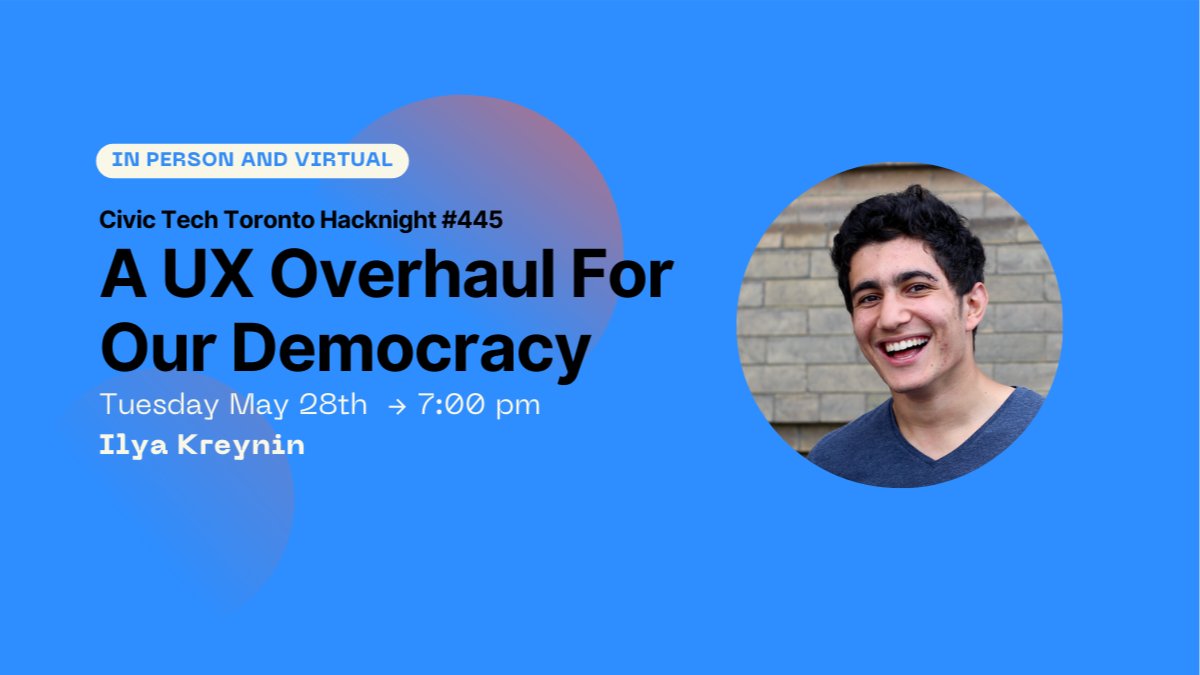 IN PERSON AND VIRTUAL
Civic Tech Toronto Hacknight #445
A UX Overhaul For
Our Democracy
Tuesday May 28th → 7:00 pm
Ilya Kreynin